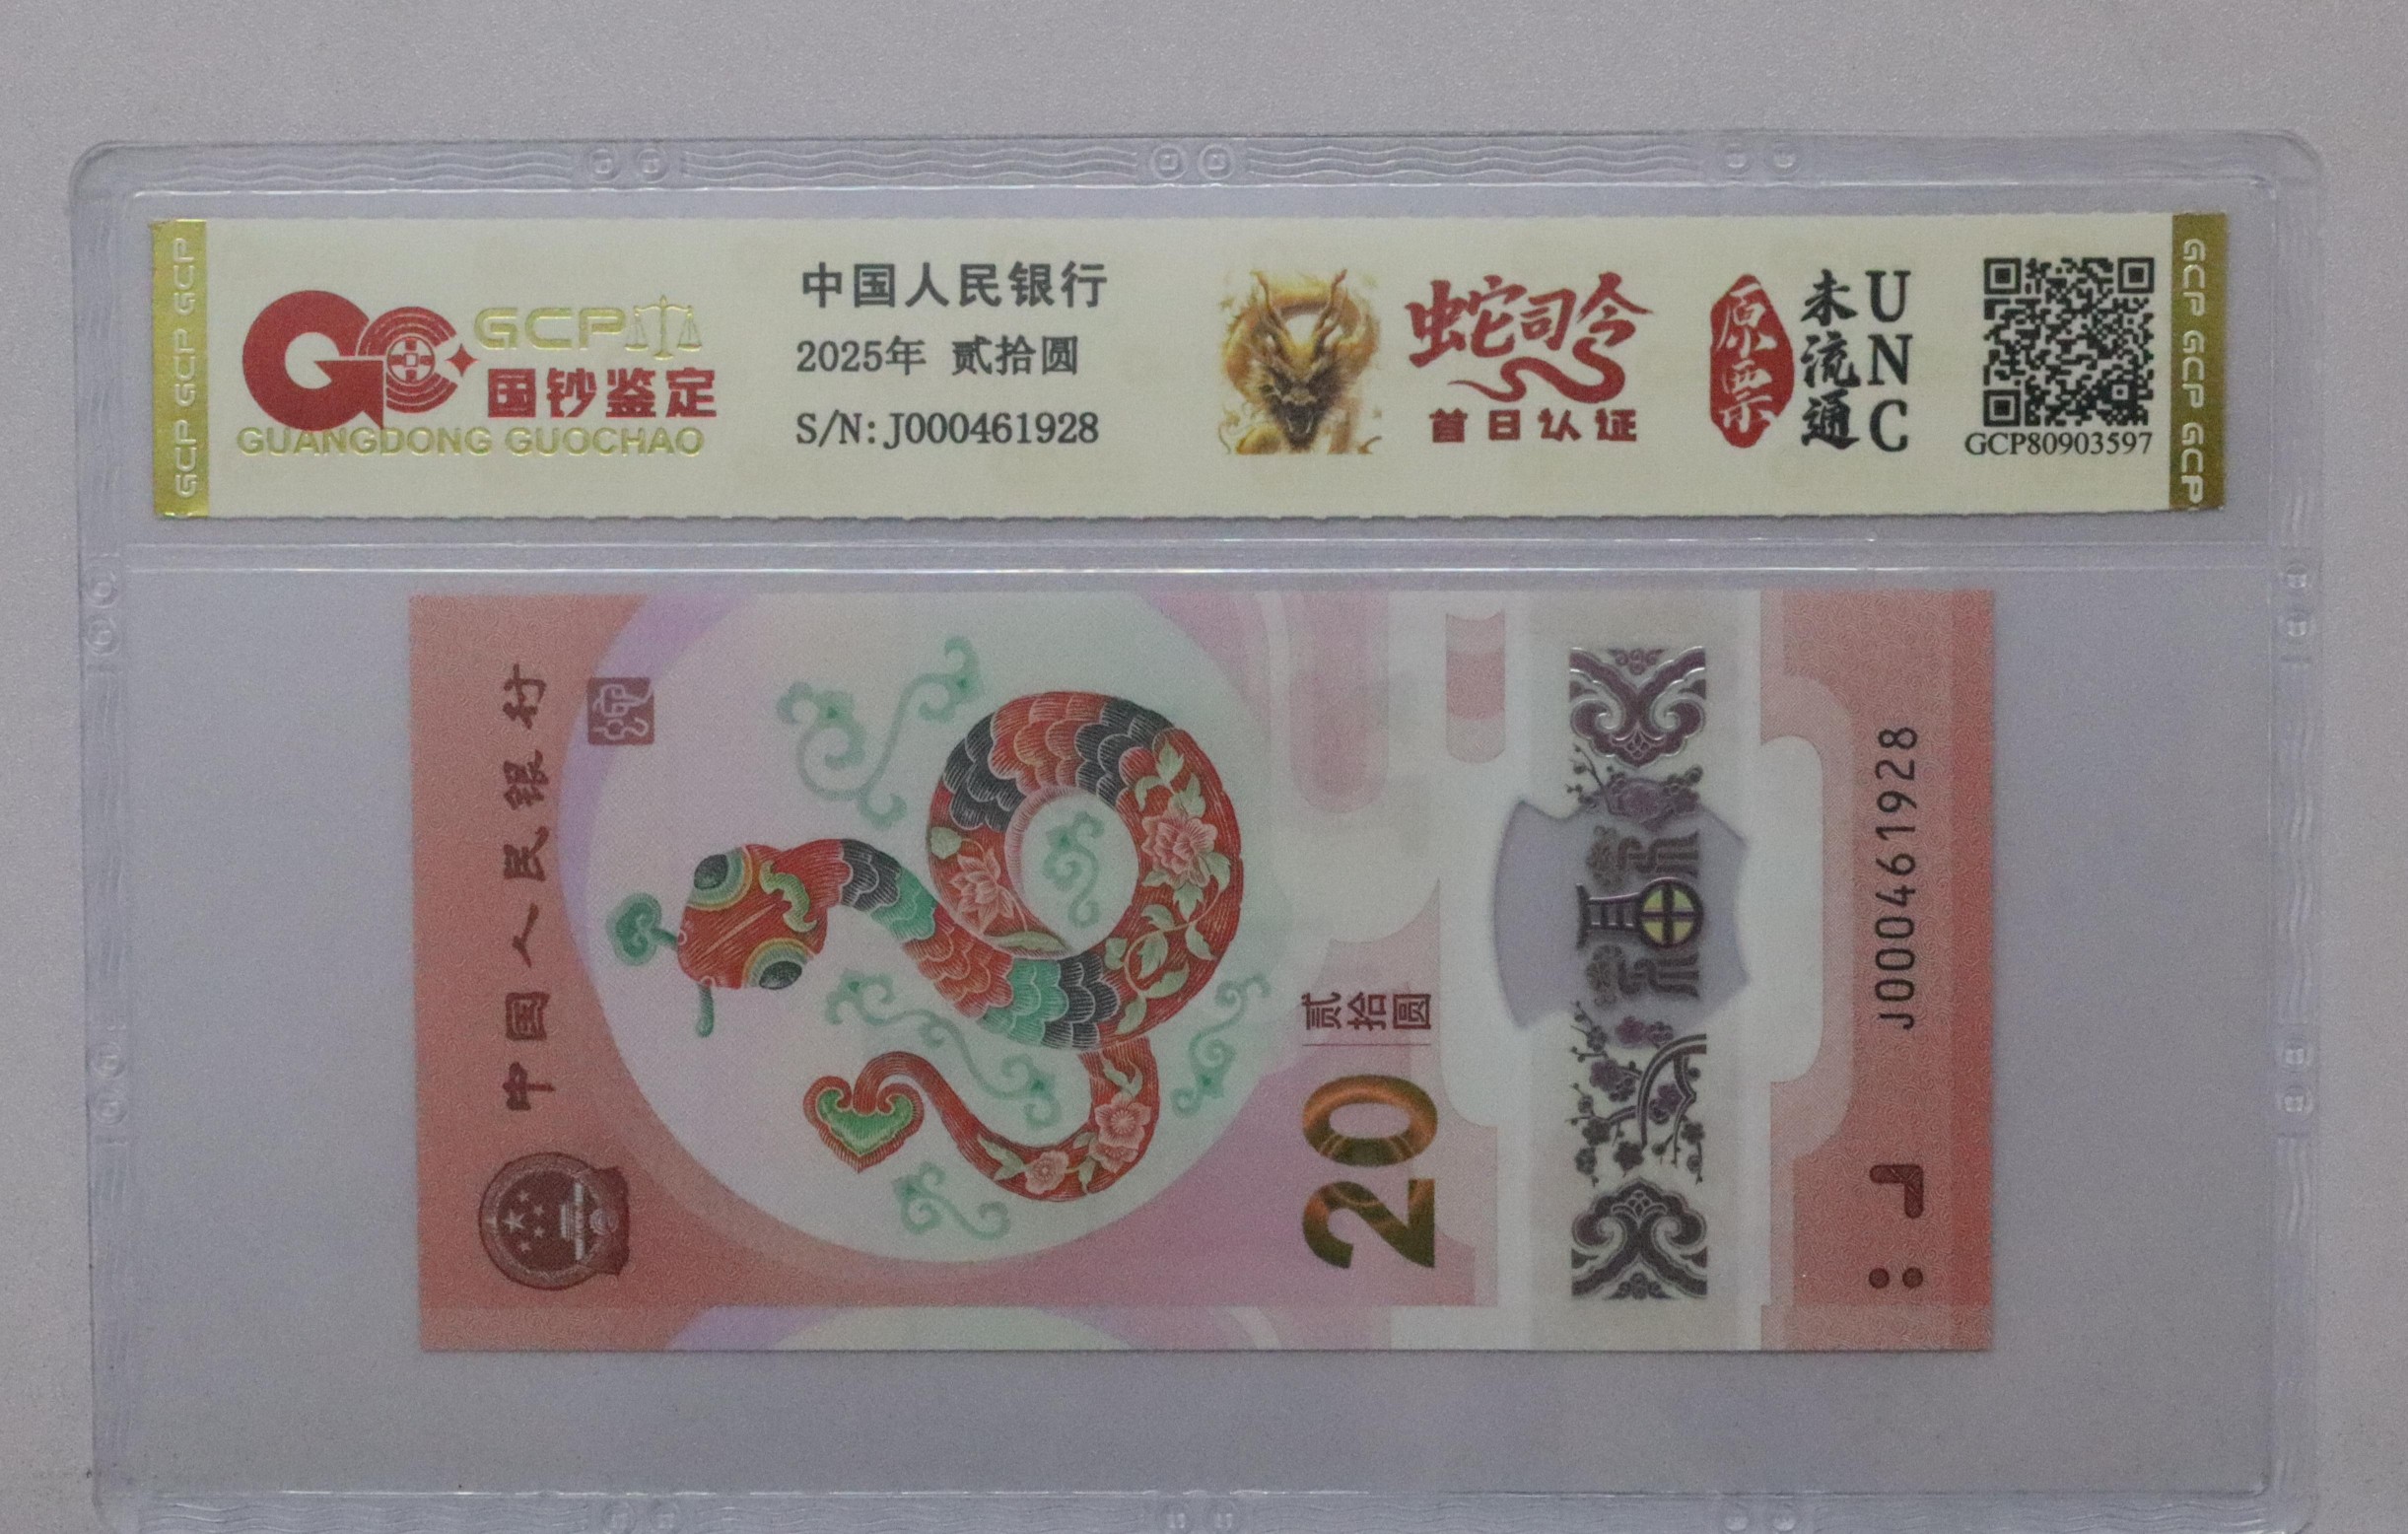 GCP GCP GCP
GCP
国钞鉴定
GUANGDONG GUOCHAO
中国人民银行
2025年 贰拾圆
S/N:J000461928
蛇司令
首日认证
原票
未流通
UNC
GCP80903597
GCP GCP GCP
中国人民银行
20
贰拾圆
J000461928